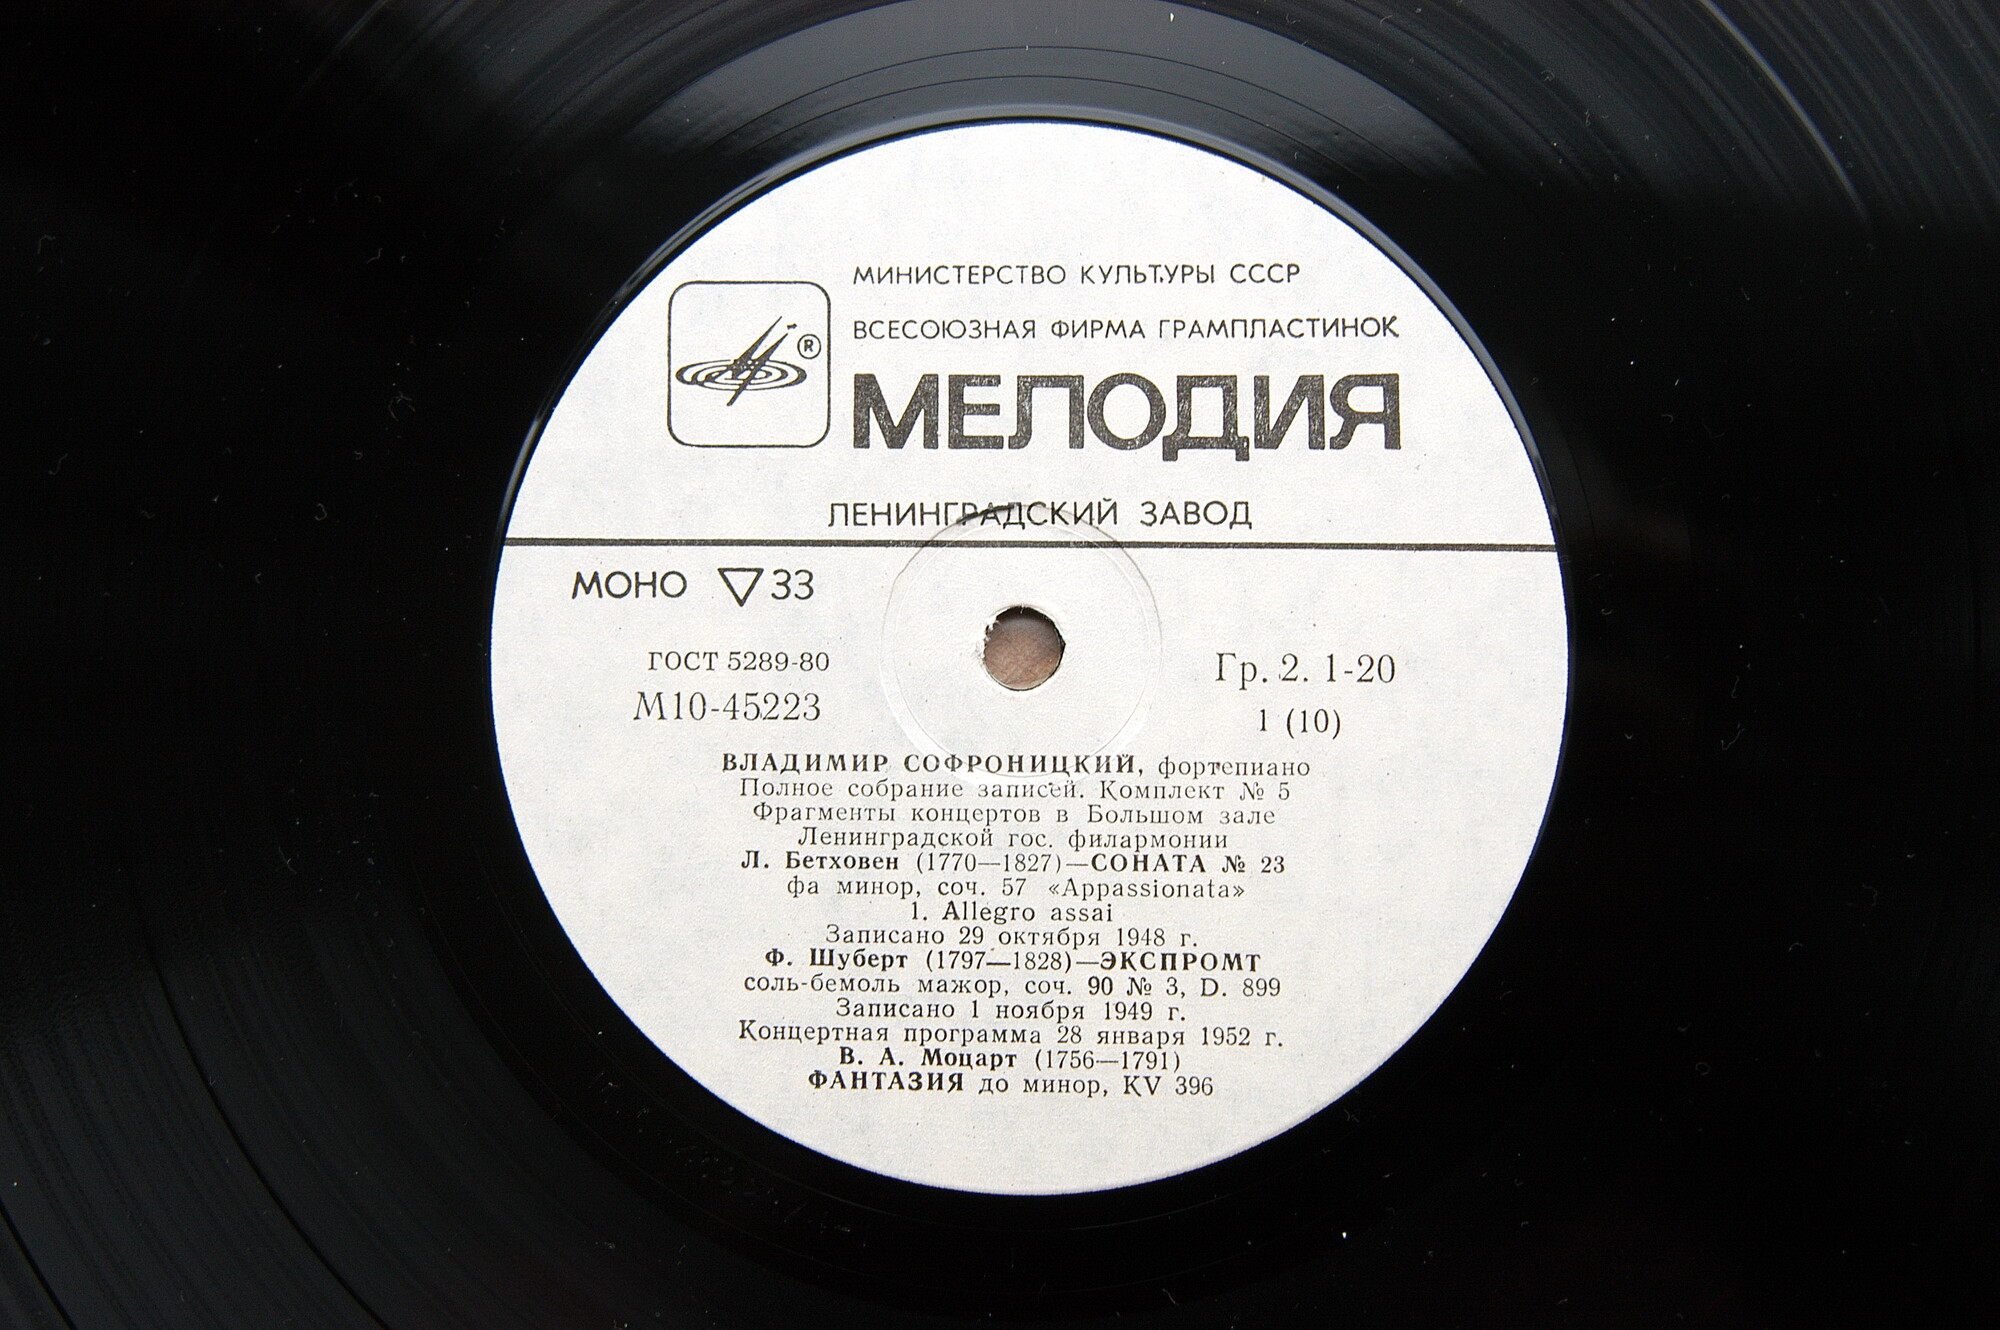 МИНИСТЕРСТВО КУЛЬТУРЫ СССР
ВСЕСОЮЗНАЯ ФИРМА ГРАМПЛАСТИНОК
®
МЕЛОДИЯ
ЛЕНИНГРАДСКИЙ ЗАВОД
МОНО ▽33
ГОСТ 5289-80
М10-45223
Гр. 2. 1-20
1 (10)
ВЛАДИМИР СОФРОНИЦКИЙ, фортепиано
Полное собрание записей. Комплект № 5
Фрагменты концертов в Большом зале
Ленинградской гос. филармонии
Л. Бетховен (1770—1827)—СОНАТА № 23
фа минор, соч. 57 «Appassionata»
1. Allegro assai
Записано 29 октября 1948 г.
Ф. Шуберт (1797—1828)—ЭКСПРОМТ
соль-бемоль мажор, соч. 90 № 3, D. 899
Записано 1 ноября 1949 г.
Концертная программа 28 января 1952 г.
В. А. Моцарт (1756—1791)
ФАНТАЗИЯ до минор, KV 396